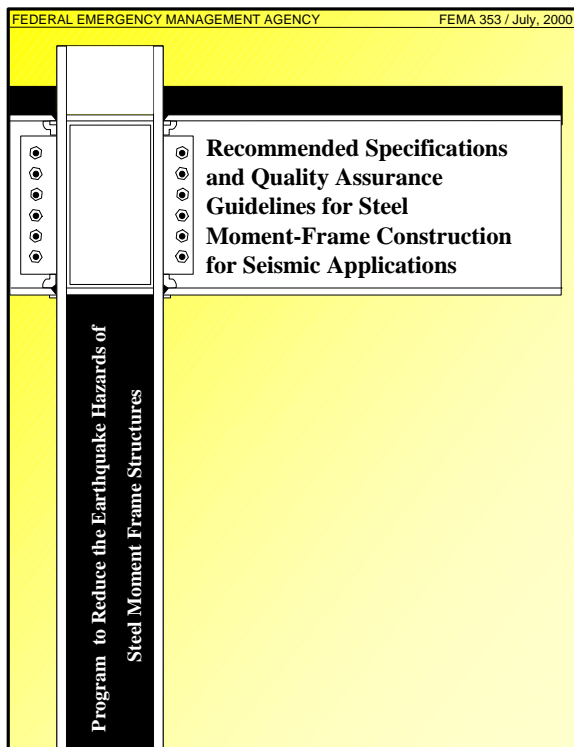 FEDERAL EMERGENCY MANAGEMENT AGENCY FEMA 353 / July, 2000
Recommended Specifications
and Quality Assurance
Guidelines for Steel
Moment-Frame Construction
for Seismic Applications
Program to Reduce the Earthquake Hazards of
Steel Moment Frame Structures